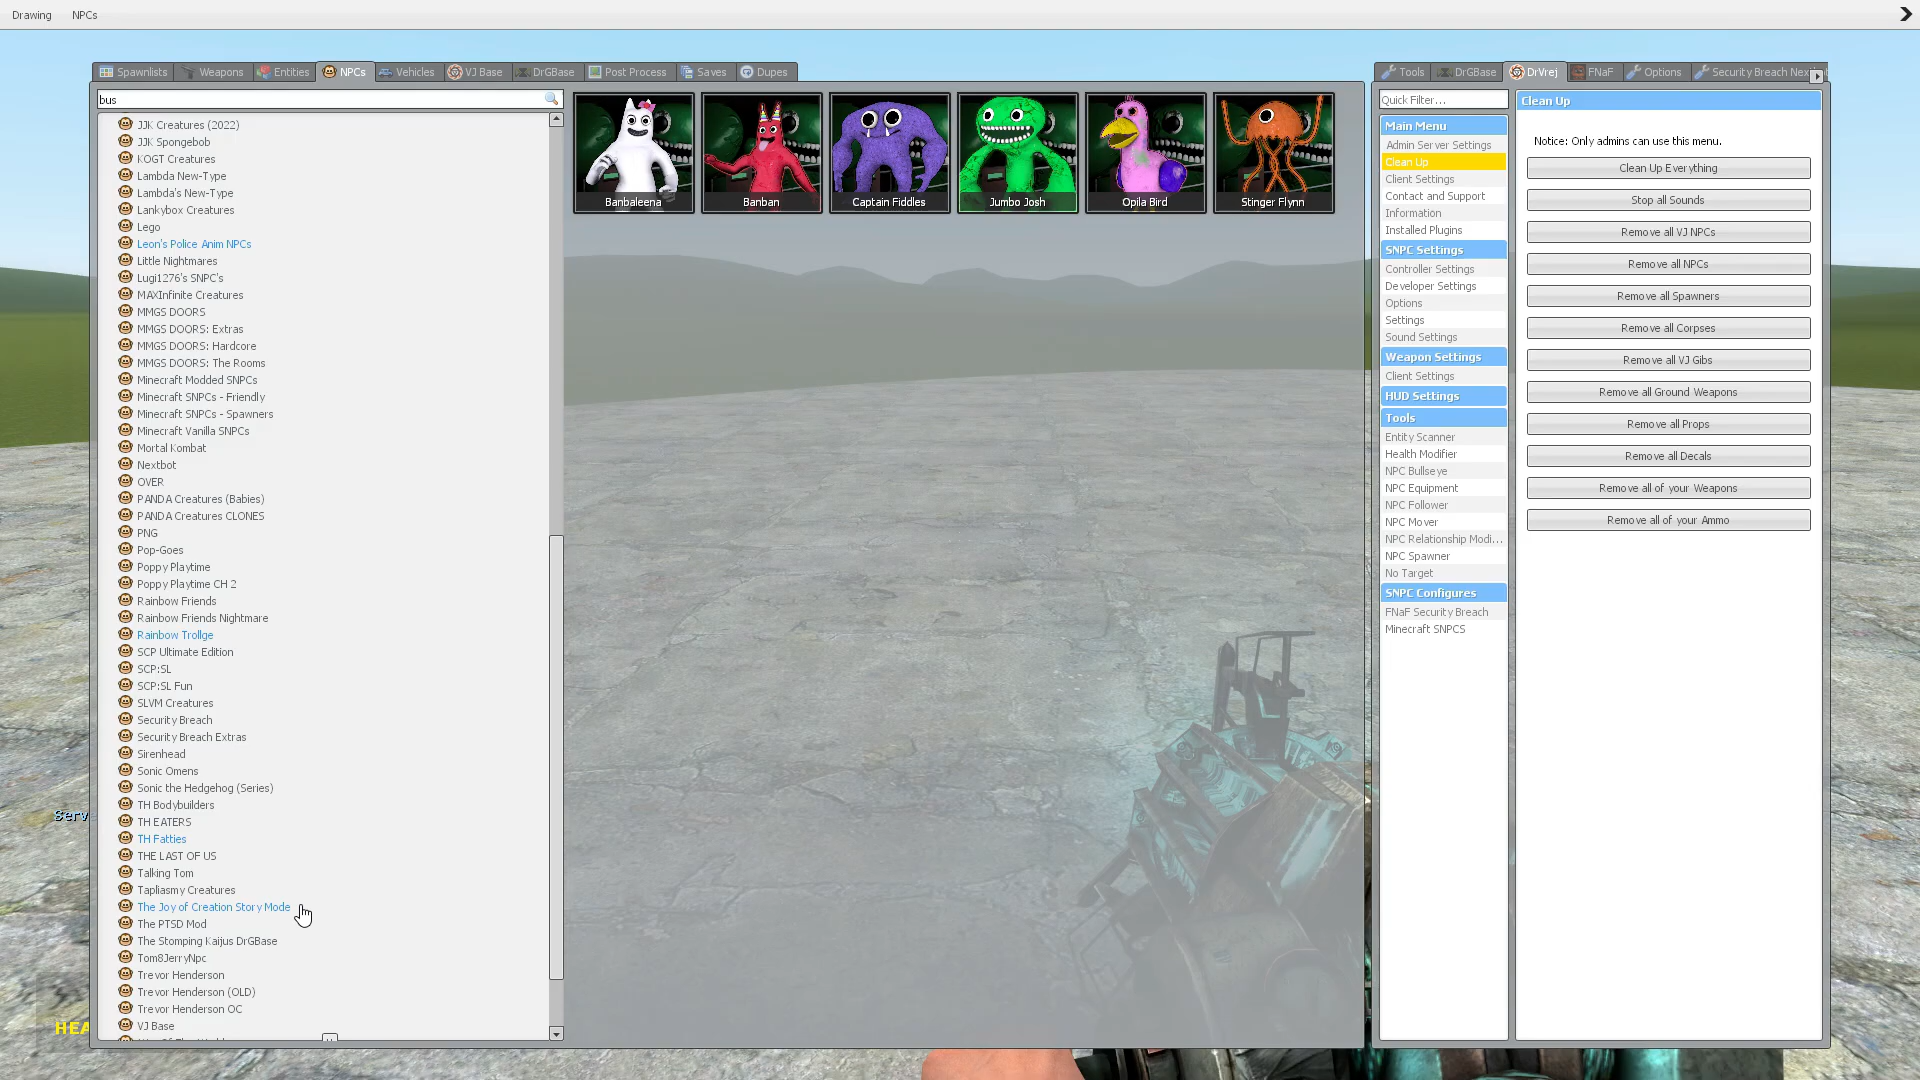 Drawing NPCs
Spawnlists Weapons Entities NPCs Vehicles VJ Base DrGBase Post Process Saves Dupes
bus
JJK Creatures (2022)
JJK Spongebob
KOGT Creatures
Lambda New-Type
Lambda's New-Type
Lankybox Creatures
Lego
Leon's Police Anim NPCs
Little Nightmares
Lugi1276's SNPC's
MAXInfinite Creatures
MMGS DOORS
MMGS DOORS: Extras
MMGS DOORS: Hardcore
MMGS DOORS: The Rooms
Minecraft Modded SNPCs
Minecraft SNPCs - Friendly
Minecraft SNPCs - Spawners
Minecraft Vanilla SNPCs
Mortal Kombat
Nextbot
OVER
PANDA Creatures (Babies)
PANDA Creatures CLONES
PNG
Pop-Goes
Poppy Playtime
Poppy Playtime CH 2
Rainbow Friends
Rainbow Friends Nightmare
Rainbow Trollge
SCP Ultimate Edition
SCP:SL
SCP:SL Fun
SLVM Creatures
Security Breach
Security Breach Extras
Sirenhead
Sonic Omens
Sonic the Hedgehog (Series)
TH Bodybuilders
TH EATERS
TH Fatties
THE LAST OF US
Talking Tom
Tapliasmy Creatures
The Joy of Creation Story Mode
The PTSD Mod
The Stomping Kaijus DrGBase
Tom&JerryNpc
Trevor Henderson
Trevor Henderson (OLD)
Trevor Henderson OC
VJ Base
Banbaleena Banban Captain Fiddles Jumbo Josh Opila Bird Stinger Flynn
Serv
HEA
Tools DrGBase DrVrej FNaF Options Security Breach
Quick Filter...
Main Menu
Admin Server Settings
Clean Up
Client Settings
Contact and Support
Information
Installed Plugins
SNPC Settings
Controller Settings
Developer Settings
Options
Settings
Sound Settings
Weapon Settings
Client Settings
HUD Settings
Tools
Entity Scanner
Health Modifier
NPC Bullseye
NPC Equipment
NPC Follower
NPC Mover
NPC Relationship Modi...
NPC Spawner
No Target
SNPC Configures
FNaF Security Breach
Minecraft SNPCS
Clean Up
Notice: Only admins can use this menu.
Clean Up Everything
Stop all Sounds
Remove all VJ NPCs
Remove all NPCs
Remove all Spawners
Remove all Corpses
Remove all VJ Gibs
Remove all Ground Weapons
Remove all Props
Remove all Decals
Remove all of your Weapons
Remove all of your Ammo